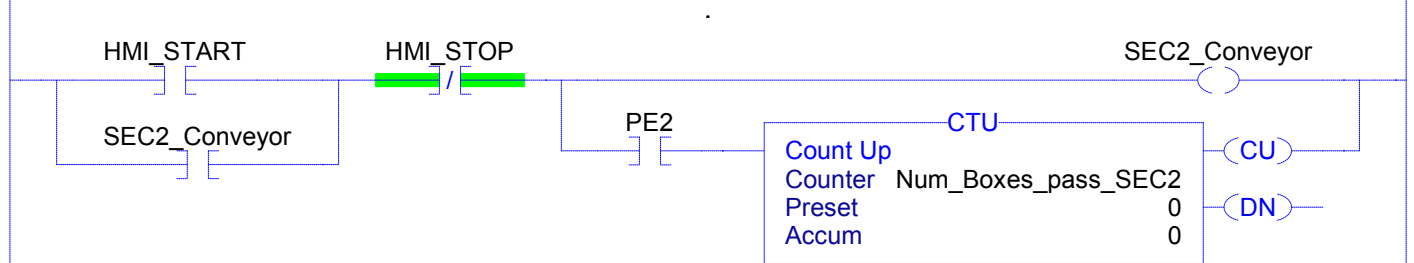 .
HMI_START HMI_STOP SEC2_Conveyor
/
SEC2_Conveyor PE2 CTU
Count Up CU
Counter Num_Boxes_pass_SEC2
Preset 0 DN
Accum 0